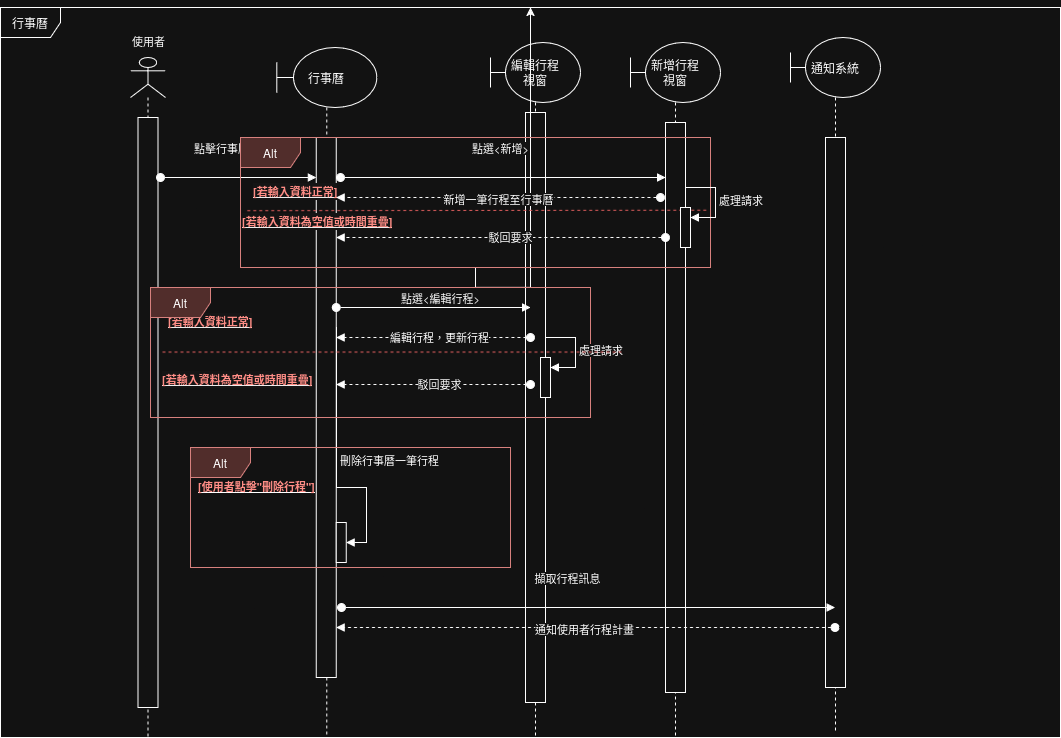 行事曆
使用者
行事曆
編輯行程
視窗
新增行程
視窗
通知系統
點擊行事
Alt
點選<新增>
[若輸入資料正常]
新增一筆行程至行事曆
處理請求
[若輸入資料為空值或時間重疊]
駁回要求
Alt
點選<編輯行程>
[若輸入資料正常]
編輯行程，更新行程
處理請求
[若輸入資料為空值或時間重疊]
駁回要求
Alt
刪除行事曆一筆行程
[使用者點擊"刪除行程"]
擷取行程訊息
通知使用者行程計畫